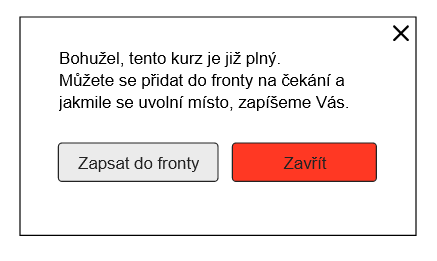 Bohužel, tento kurz je již plný.
Můžete se přidat do fronty na čekání a
jakmile se uvolní místo, zapíšeme Vás.
Zapsat do fronty
Zavřít